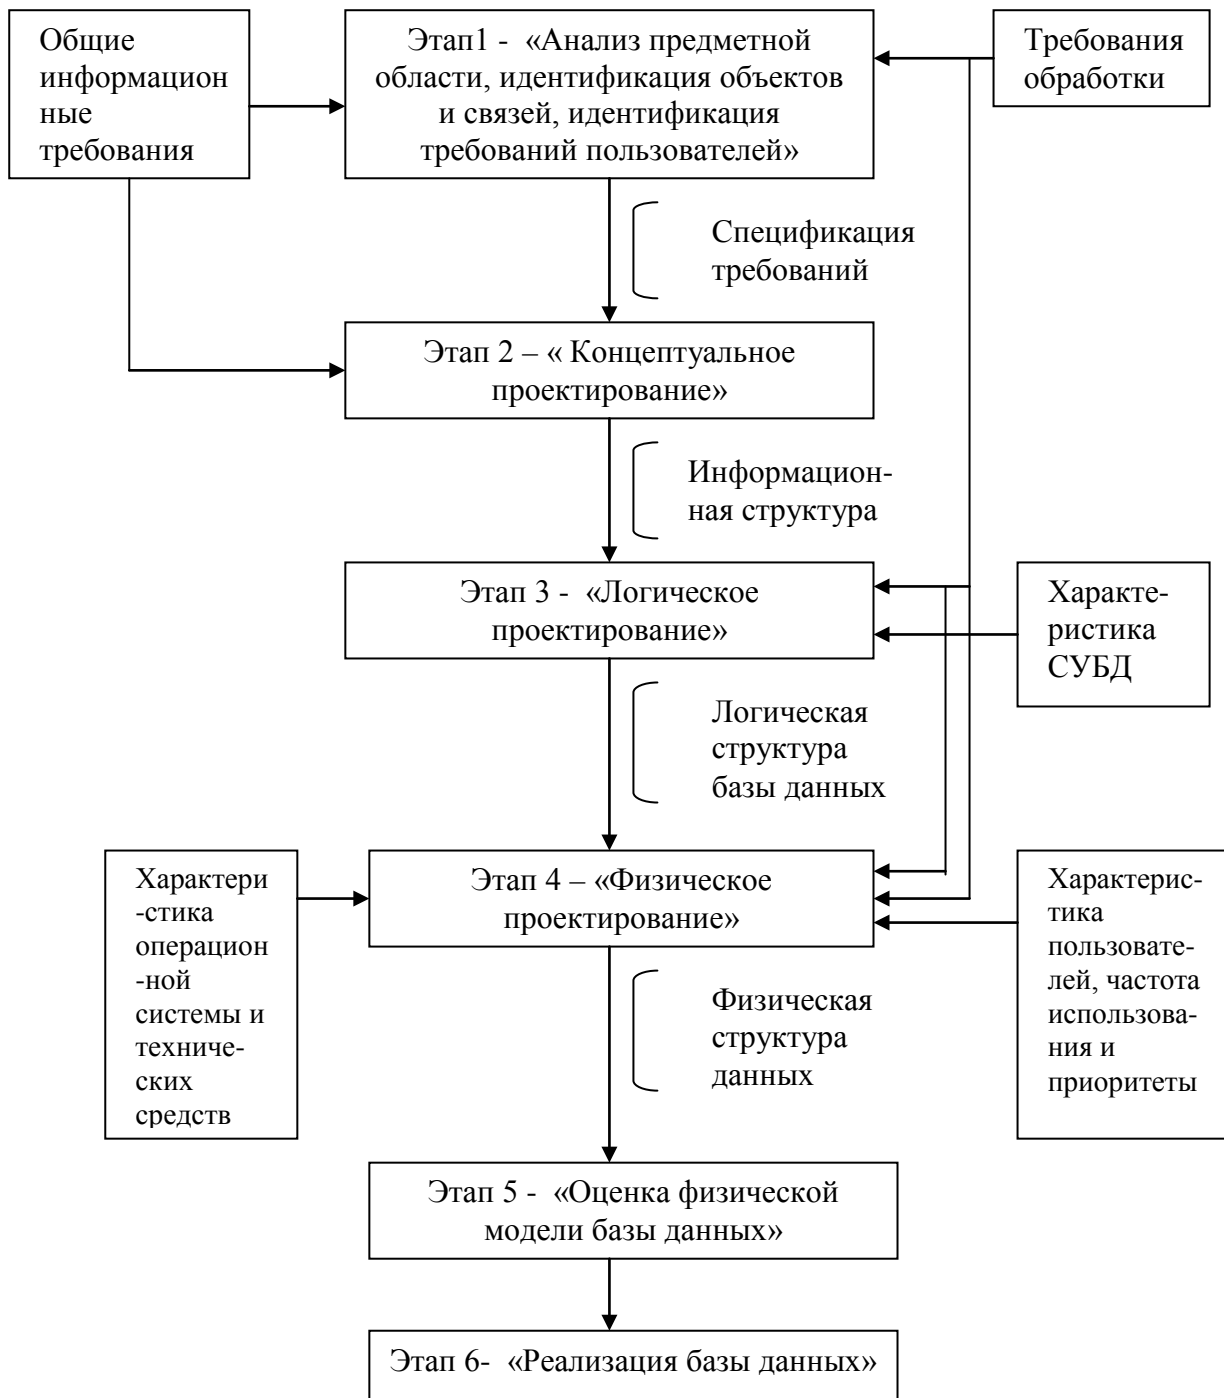 Общие
информацион
ные
требования
Этап1 - «Анализ предметной
области, идентификация объектов
и связей, идентификация
требований пользователей»
Требования
обработки
Спецификация
требований
Этап 2 – « Концептуальное
проектирование»
Информацион-
ная структура
Этап 3 - «Логическое
проектирование»
Характе-
ристика
СУБД
Логическая
структура
базы данных
Характери
-стика
операцион
-ной
системы и
техниче-
ских
средств
Этап 4 – «Физическое
проектирование»
Характерис-
тика
пользовате-
лей, частота
использова-
ния и
приоритеты
Физическая
структура
данных
Этап 5 - «Оценка физической
модели базы данных»
Этап 6- «Реализация базы данных»